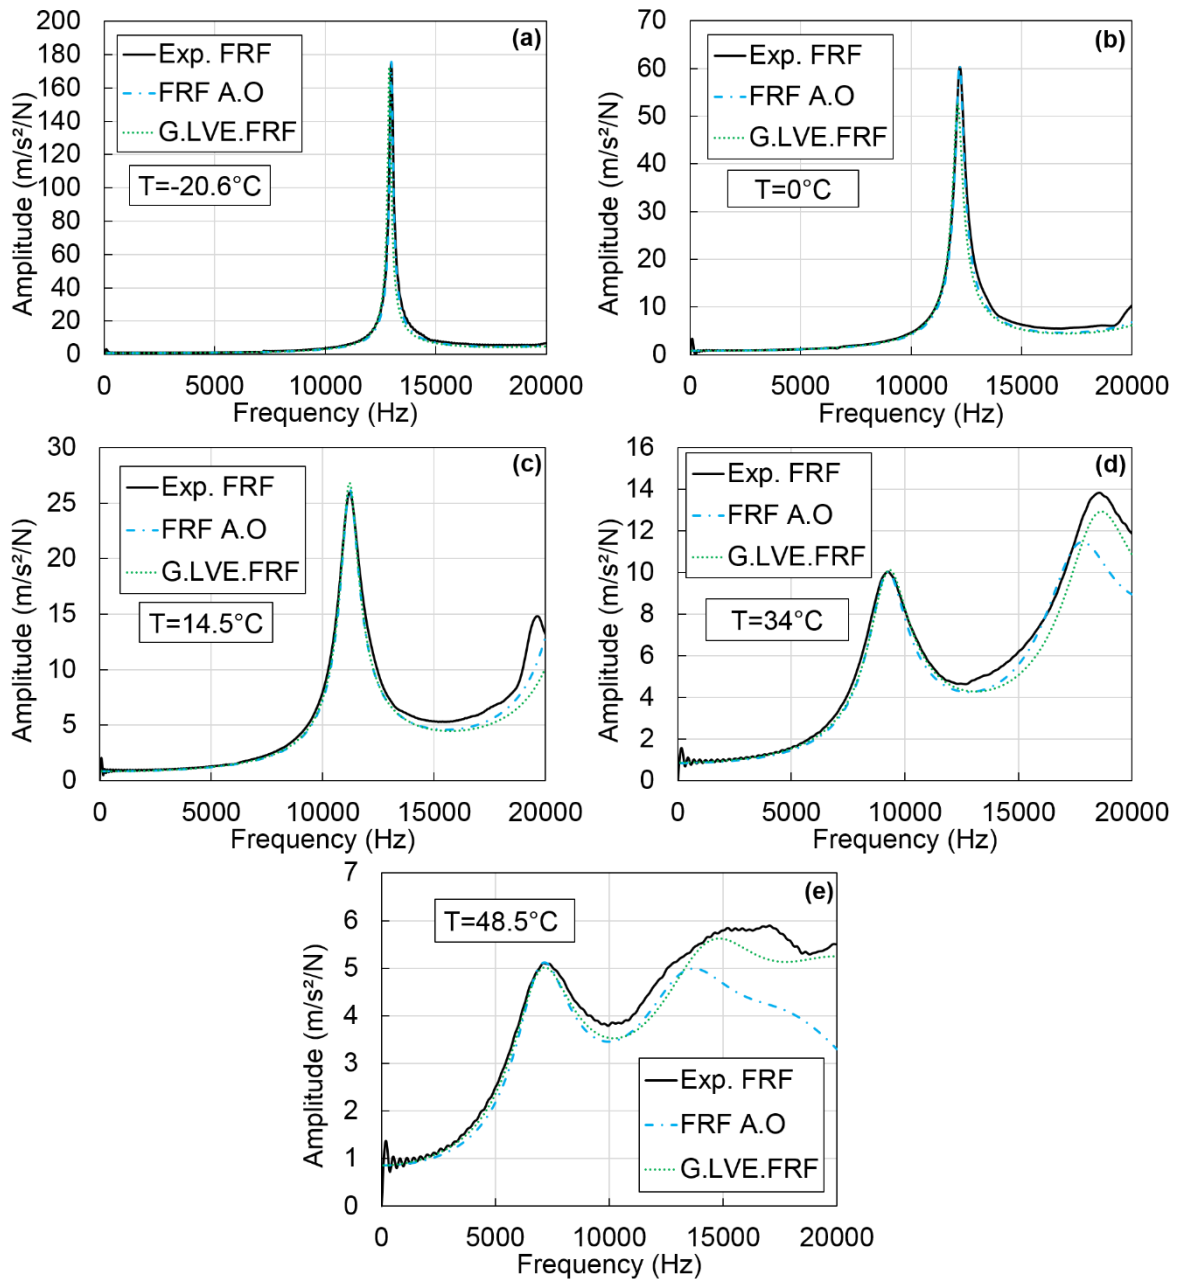 (a)
Amplitude (m/s²/N)
200
180
160
140
120
100
80
60
40
20
0
Exp. FRF
FRF A.O
G.LVE.FRF
T=-20.6°C
0 5000 10000 15000 20000
Frequency (Hz)
(b)
Amplitude (m/s²/N)
70
60
50
40
30
20
10
0
Exp. FRF
FRF A.O
G.LVE.FRF
T=0°C
0 5000 10000 15000 20000
Frequency (Hz)
(c)
Amplitude (m/s²/N)
30
25
20
15
10
5
0
Exp. FRF
FRF A.O
G.LVE.FRF
T=14.5°C
0 5000 10000 15000 20000
Frequency (Hz)
(d)
Amplitude (m/s²/N)
16
14
12
10
8
6
4
2
0
Exp. FRF
FRF A.O
G.LVE.FRF
T=34°C
0 5000 10000 15000 20000
Frequency (Hz)
(e)
Amplitude (m/s²/N)
7
6
5
4
3
2
1
0
T=48.5°C
Exp. FRF
FRF A.O
G.LVE.FRF
0 5000 10000 15000 20000
Frequency (Hz)